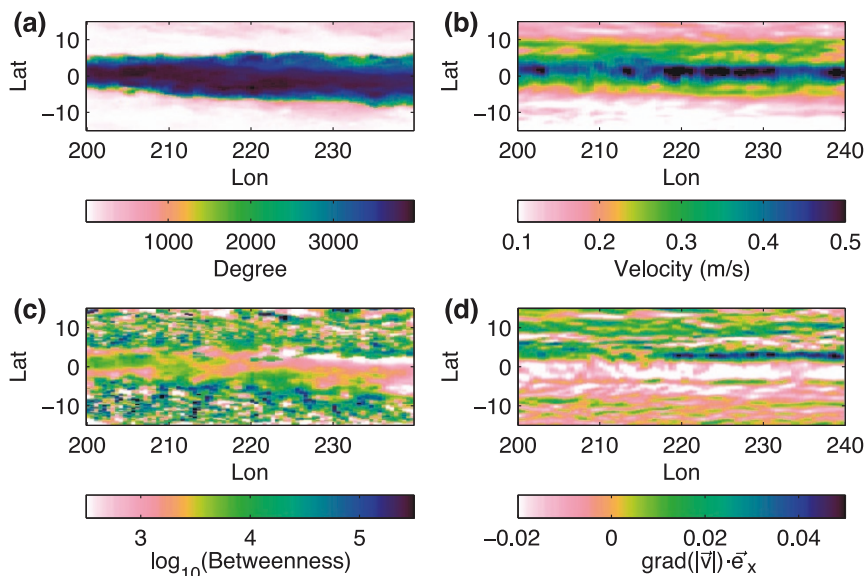 (a)
Lat
10
0
−10
200 210 220 230
Lon
1000 2000 3000
Degree
(b)
Lat
10
0
−10
200 210 220 230 240
Lon
0.1 0.2 0.3 0.4 0.5
Velocity (m/s)
(c)
Lat
10
0
−10
200 210 220 230
Lon
3 4 5
log₁₀(Betweenness)
(d)
Lat
10
0
−10
200 210 220 230 240
Lon
−0.02 0 0.02 0.04
grad(|v⃗|)·e⃗ₓ